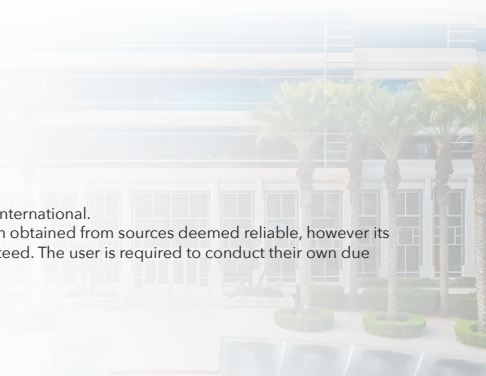 nternational.
n obtained from sources deemed reliable, however its
teed. The user is required to conduct their own due